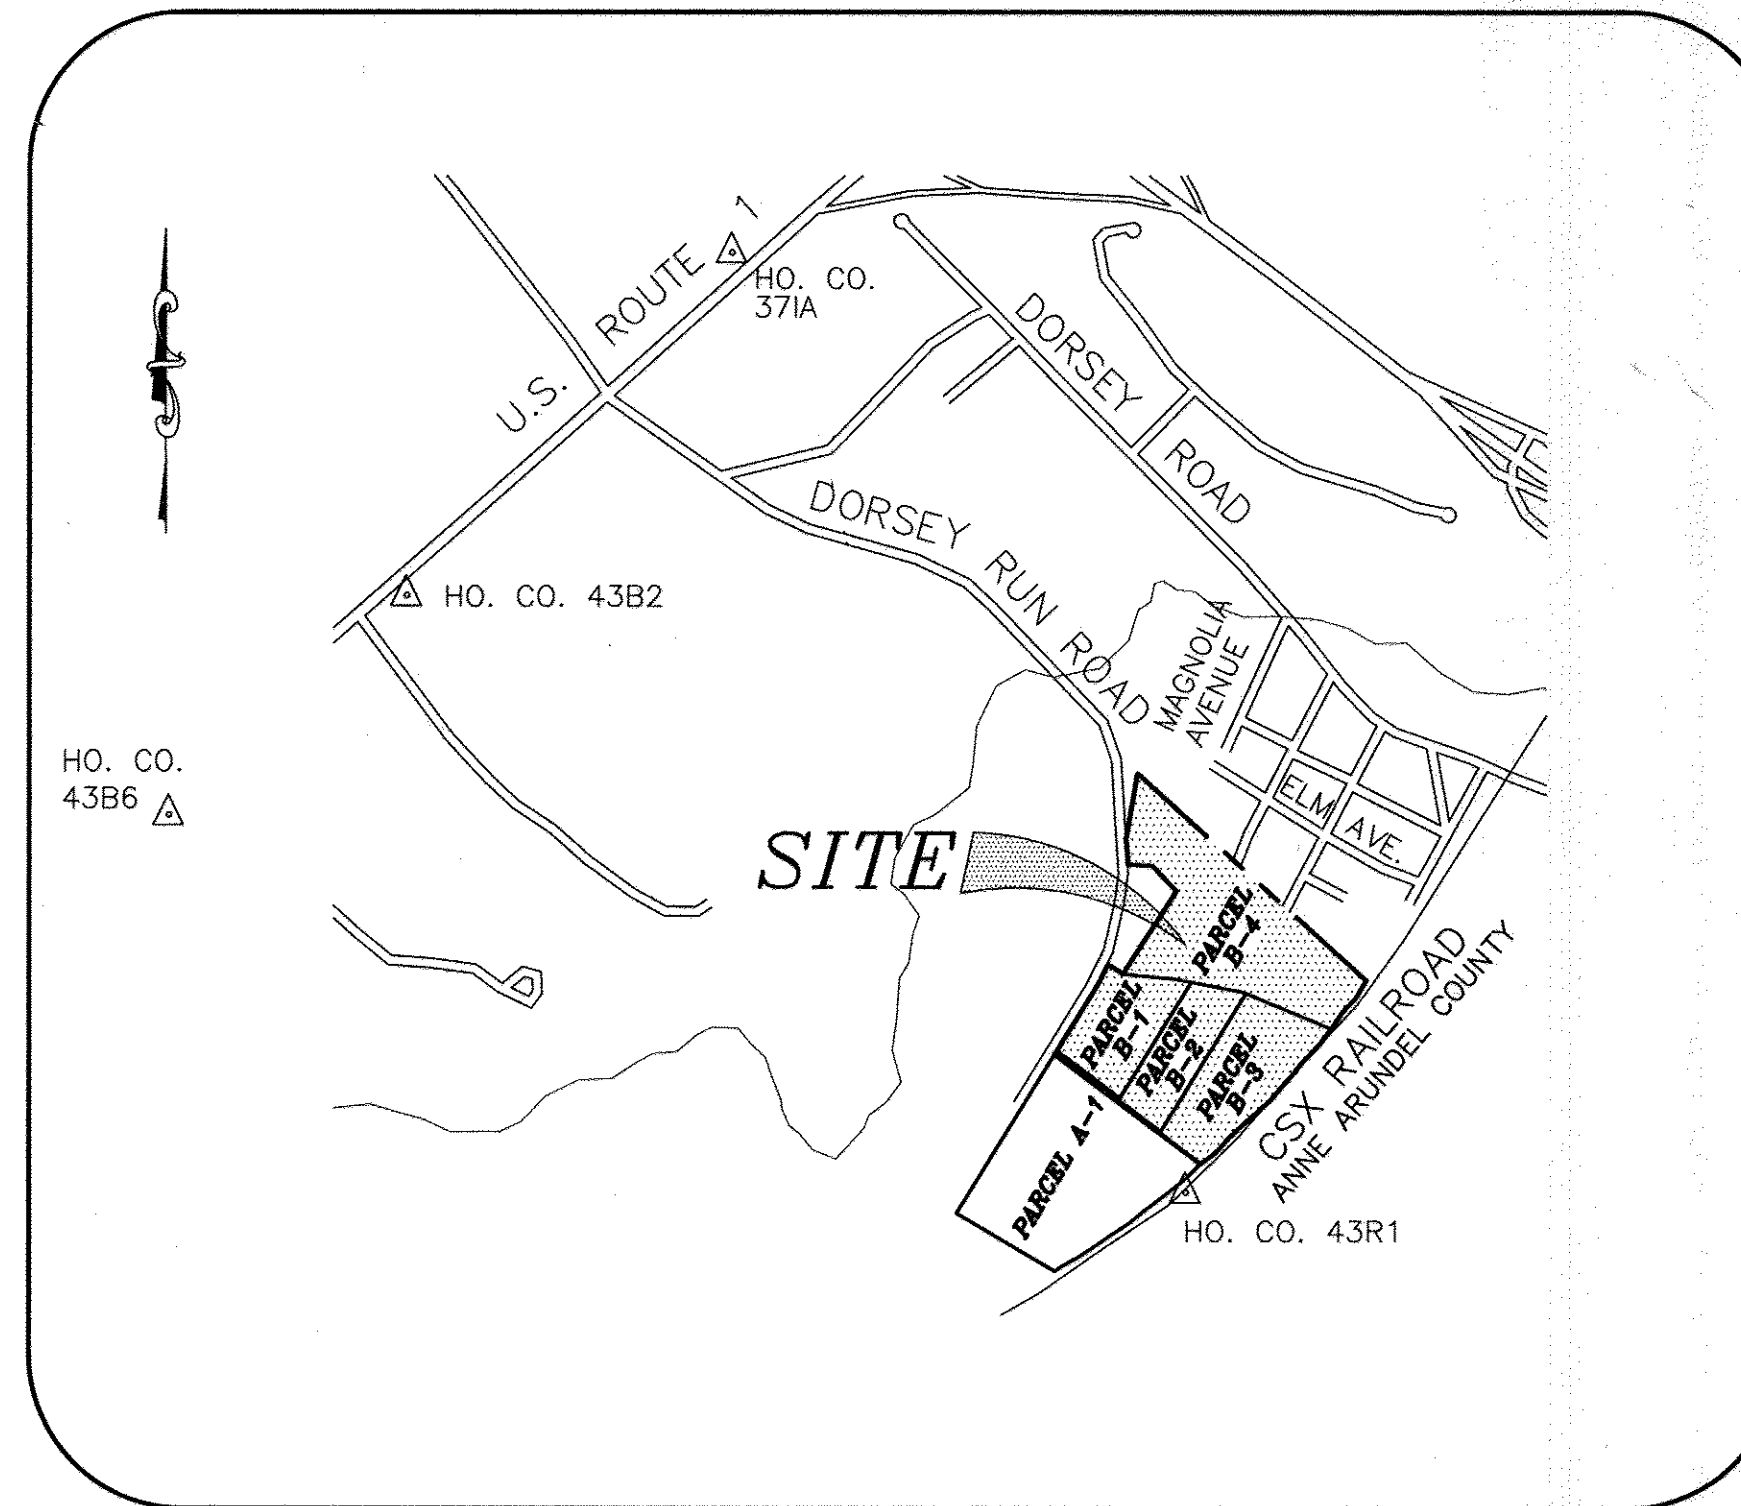 U.S. ROUTE 1
HO. CO.
37IA
DORSEY ROAD
DORSEY RUN ROAD
HO. CO. 43B2
MAGNOLIA
AVENUE
HO. CO.
43B6
ELM AVE.
SITE
PARCEL
B-4
PARCEL
B-1
PARCEL
B-2
PARCEL
B-3
CSX RAILROAD
ANNE ARUNDEL COUNTY
PARCEL A-1
HO. CO. 43R1